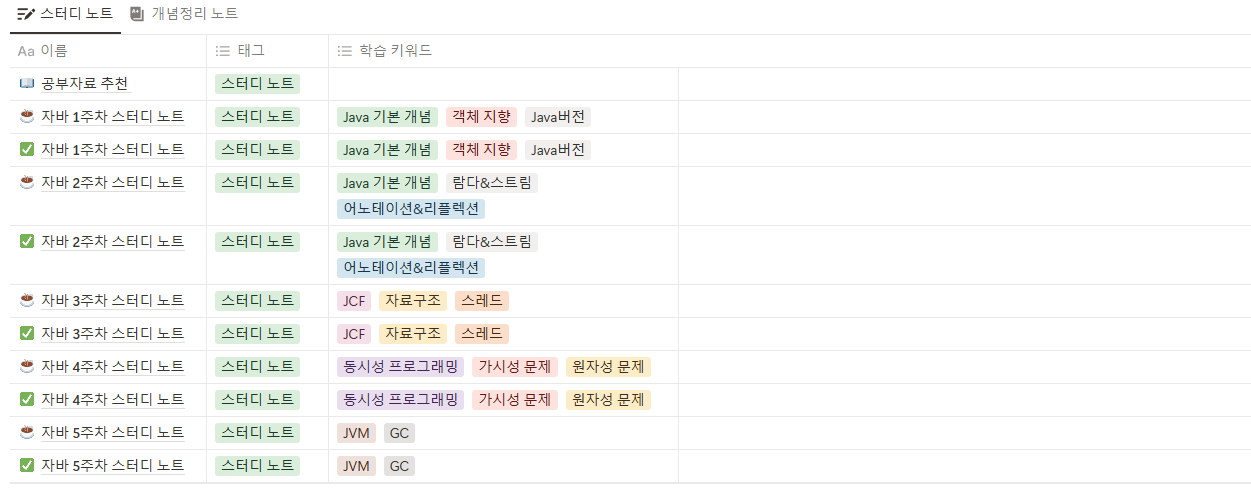 스터디 노트 개념정리 노트
Aa 이름 태그 학습 키워드
공부자료 추천 스터디 노트
자바 1주차 스터디 노트 스터디 노트 Java 기본 개념 객체 지향 Java버전
자바 1주차 스터디 노트 스터디 노트 Java 기본 개념 객체 지향 Java버전
자바 2주차 스터디 노트 스터디 노트 Java 기본 개념 람다&스트림
어노테이션&리플렉션
자바 2주차 스터디 노트 스터디 노트 Java 기본 개념 람다&스트림
어노테이션&리플렉션
자바 3주차 스터디 노트 스터디 노트 JCF 자료구조 스레드
자바 3주차 스터디 노트 스터디 노트 JCF 자료구조 스레드
자바 4주차 스터디 노트 스터디 노트 동시성 프로그래밍 가시성 문제 원자성 문제
자바 4주차 스터디 노트 스터디 노트 동시성 프로그래밍 가시성 문제 원자성 문제
자바 5주차 스터디 노트 스터디 노트 JVM GC
자바 5주차 스터디 노트 스터디 노트 JVM GC